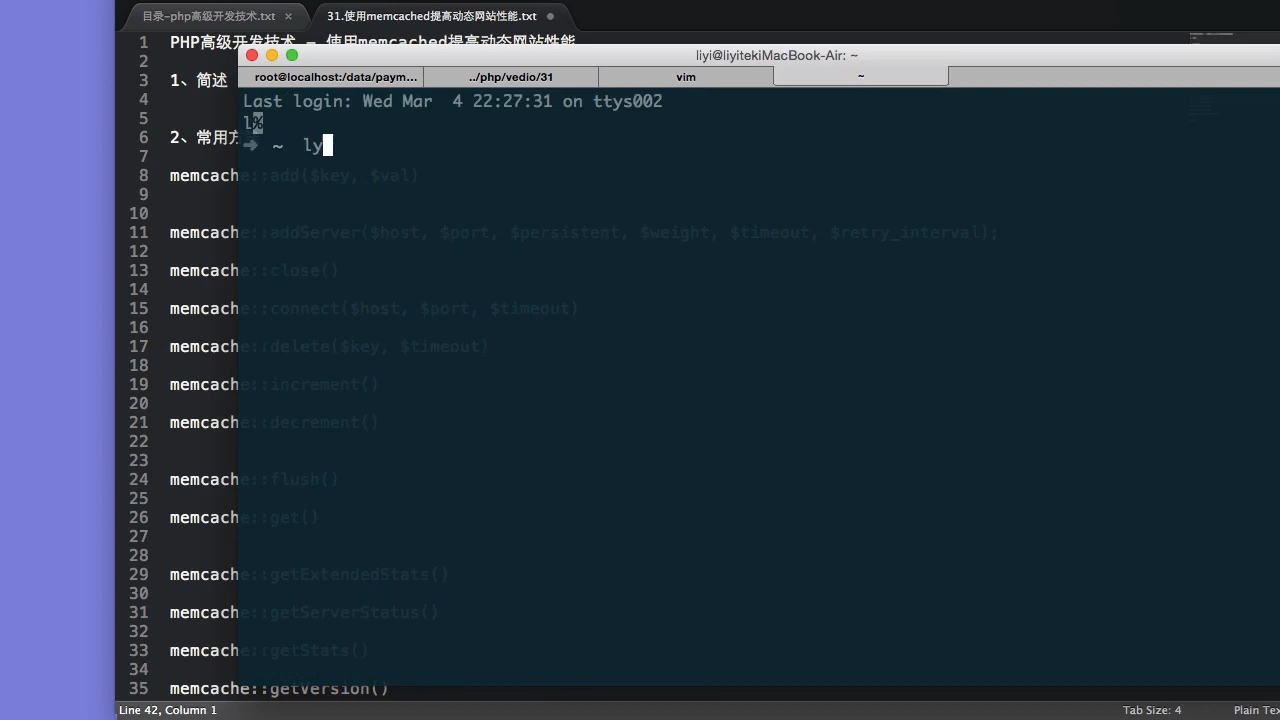 目录-php高级开发技术.txt ×
31.使用memcached提高动态网站性能.txt
1 PHP高级开发技术 - 使用memcached提高动态网站性能
liyi@liyitekiMacBook-Air: ~
2
3 1、简述
root@localhost:/data/paym...
../php/vedio/31
vim
~
4 Last login: Wed Mar  4 22:27:31 on ttys002
5 l%
6 2、常用方
➜ ~ ly
7
8 memcache::add($key, $val)
9
10
11 memcache::addServer($host, $port, $persistent, $weight, $timeout, $retry_interval);
12
13 memcache::close()
14
15 memcache::connect($host, $port, $timeout)
16
17 memcache::delete($key, $timeout)
18
19 memcache::increment()
20
21 memcache::decrement()
22
23
24 memcache::flush()
25
26 memcache::get()
27
28
29 memcache::getExtendedStats()
30
31 memcache::getServerStatus()
32
33 memcache::getStats()
34
35 memcache::getVersion()
Line 42, Column 1
Tab Size: 4
Plain Te